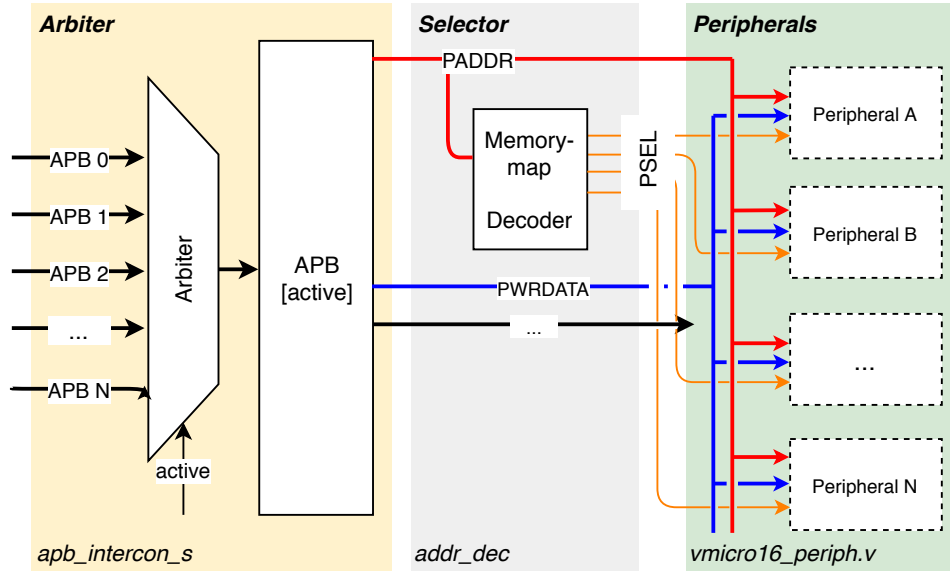 Arbiter
Selector
Peripherals
APB 0
APB 1
APB 2
...
APB N
Arbiter
active
APB
[active]
PADDR
Memory-
map
Decoder
PSEL
PWRDATA
...
Peripheral A
Peripheral B
...
Peripheral N
apb_intercon_s
addr_dec
vmicro16_periph.v